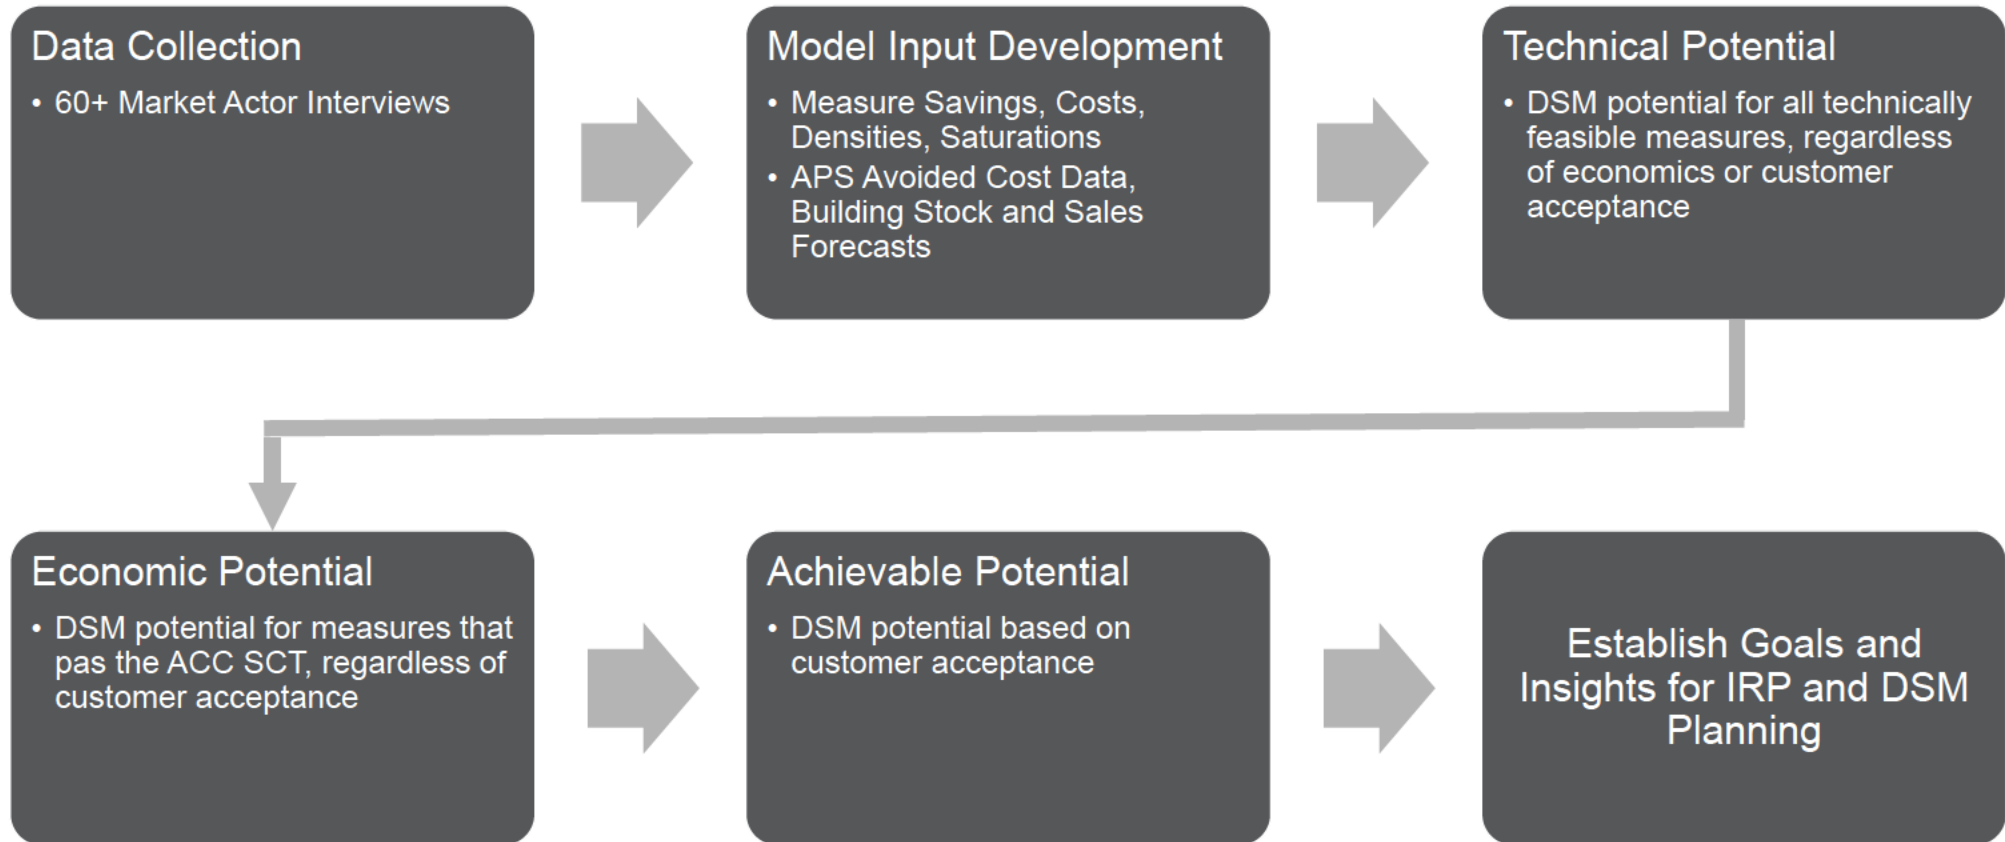 Data Collection
• 60+ Market Actor Interviews
Model Input Development
• Measure Savings, Costs,
Densities, Saturations
• APS Avoided Cost Data,
Building Stock and Sales
Forecasts
Technical Potential
• DSM potential for all technically
feasible measures, regardless
of economics or customer
acceptance
Economic Potential
• DSM potential for measures that
pas the ACC SCT, regardless of
customer acceptance
Achievable Potential
• DSM potential based on
customer acceptance
Establish Goals and
Insights for IRP and DSM
Planning